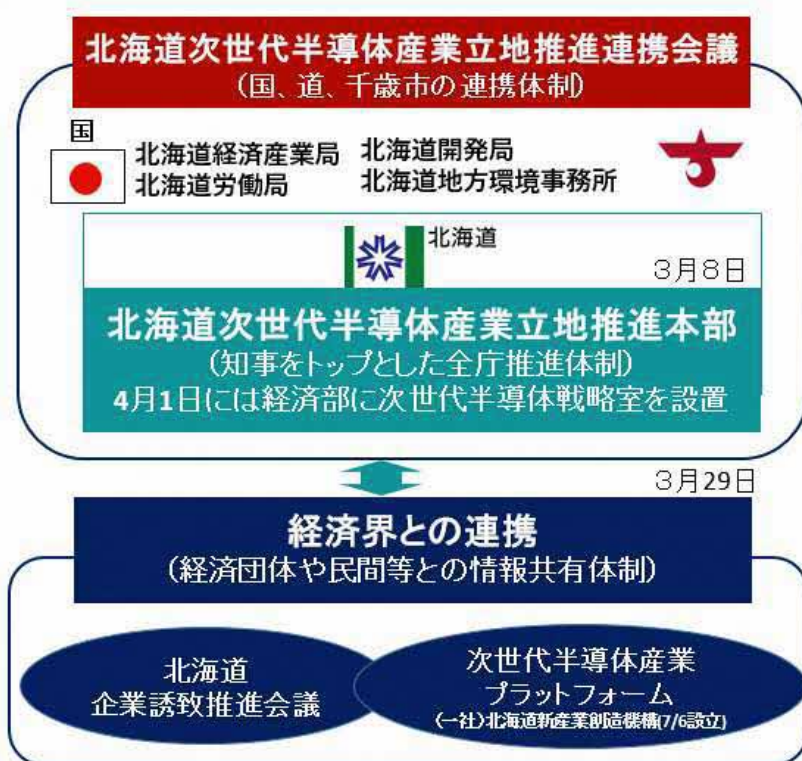 北海道次世代半導体産業立地推進連携会議
（国、道、千歳市の連携体制）
国
北海道経済産業局 北海道開発局
北海道労働局 北海道地方環境事務所
北海道
３月８日
北海道次世代半導体産業立地推進本部
（知事をトップとした全庁推進体制）
4月1日には経済部に次世代半導体戦略室を設置
３月29日
経済界との連携
（経済団体や民間等との情報共有体制）
北海道
企業誘致推進会議
次世代半導体産業
プラットフォーム
（一社）北海道新産業創造機構(7/6設立)